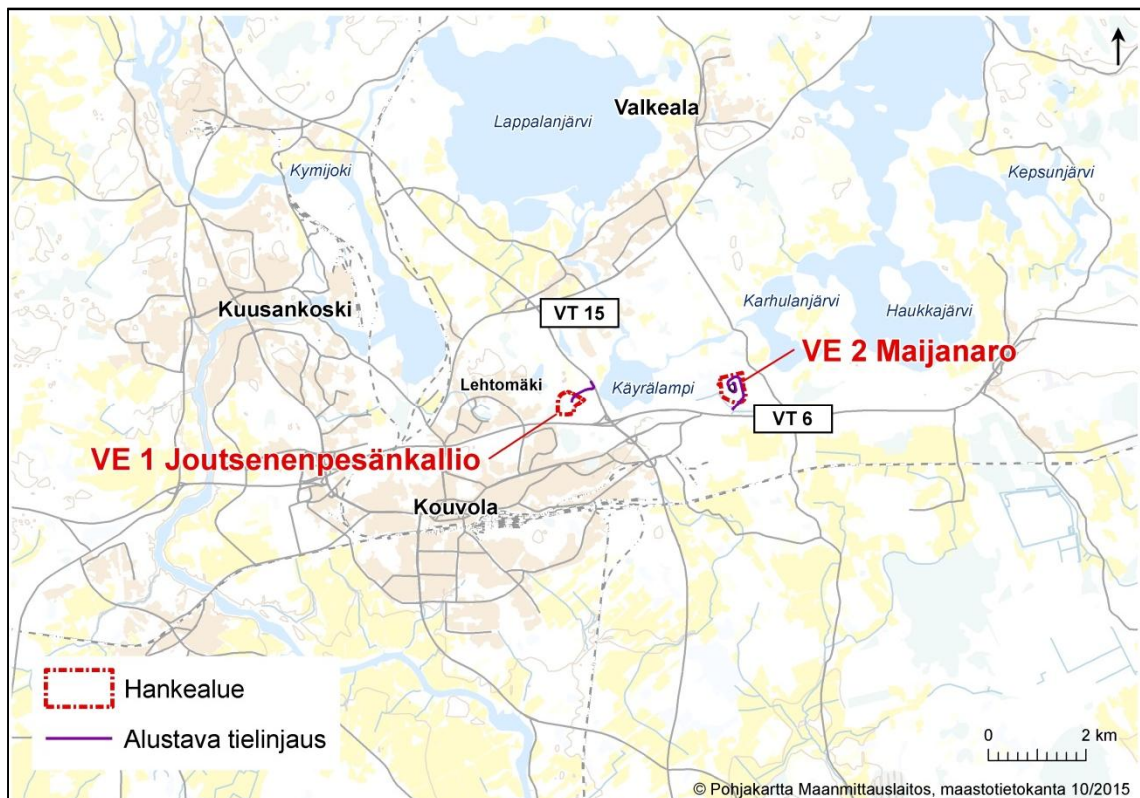 Lappalanjärvi
Valkeala
Kymijoki
Kepsunjärvi
Kuusankoski
VT 15
Karhulanjärvi
Haukkajärvi
VE 2 Maijanaro
Lehtomäki
Käyrälampi
VT 6
VE 1 Joutsenenpesänkallio
Kouvola
Hankealue
Alustava tielinjaus
0 2 km
© Pohjakartta Maanmittauslaitos, maastotietokanta 10/2015